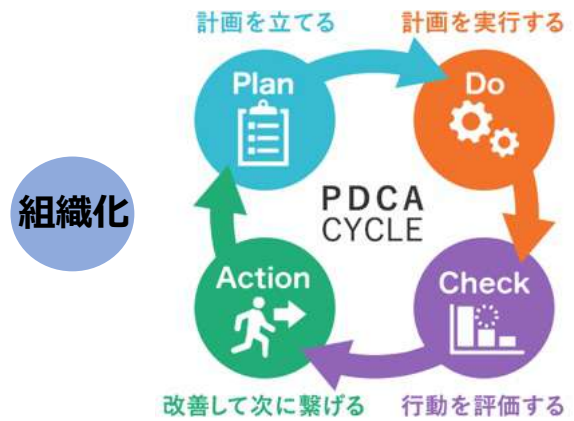 計画を立てる
計画を実行する
Plan
Do
組織化
PDCA
CYCLE
Action
Check
改善して次に繋げる
行動を評価する